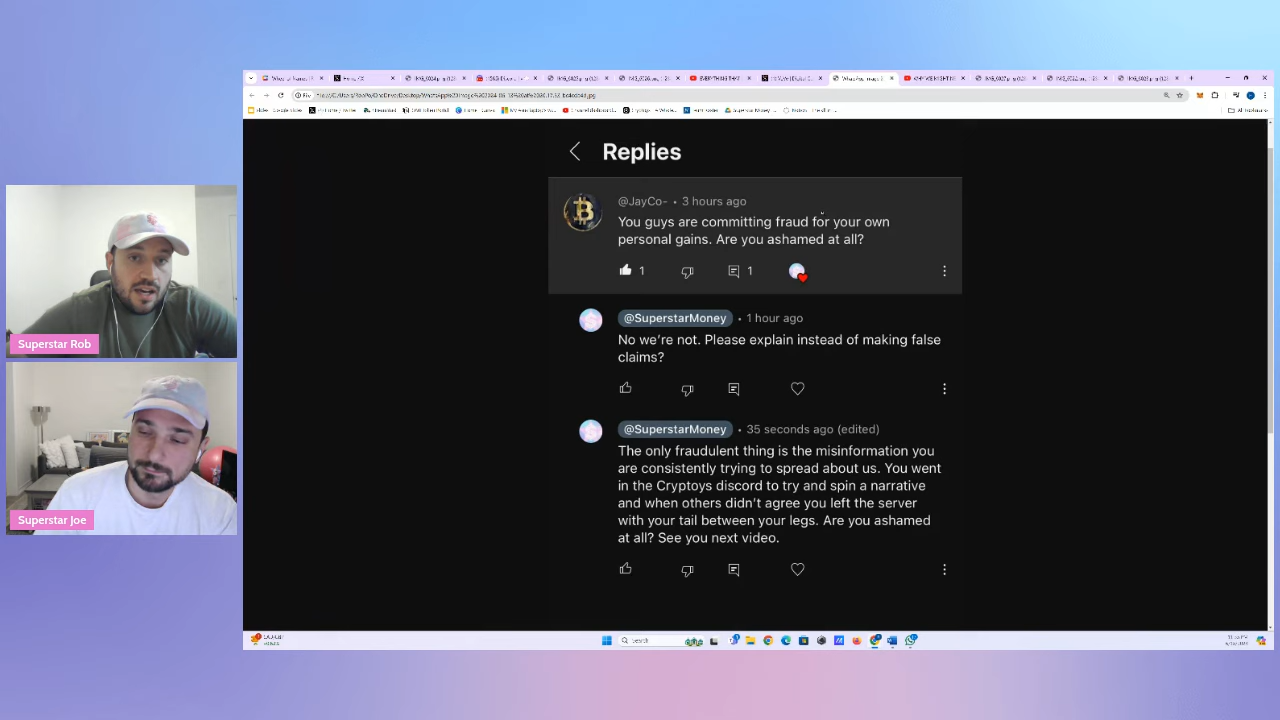 Replies
@JayCo- • 3 hours ago
You guys are committing fraud for your own
personal gains. Are you ashamed at all?
1
1
@SuperstarMoney • 1 hour ago
No we're not. Please explain instead of making false
claims?
@SuperstarMoney • 35 seconds ago (edited)
The only fraudulent thing is the misinformation you
are consistently trying to spread about us. You went
in the Cryptoys discord to try and spin a narrative
and when others didn't agree you left the server
with your tail between your legs. Are you ashamed
at all? See you next video.
Superstar Rob
Superstar Joe
Search